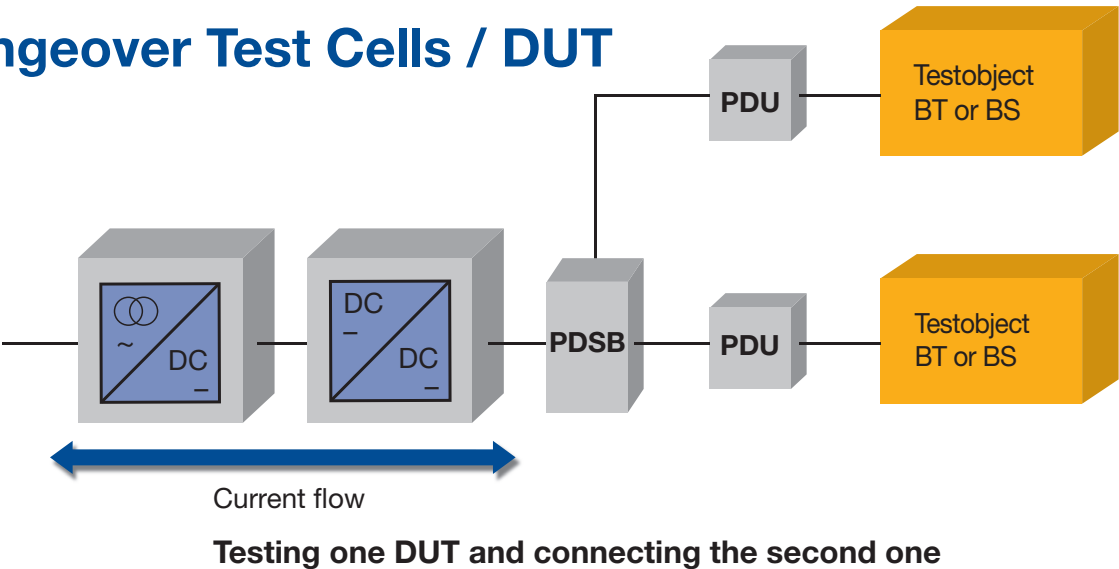 ngeover Test Cells / DUT
PDU
Testobject
BT or BS
~
DC
–
DC
–
DC
–
PDSB
PDU
Testobject
BT or BS
Current flow
Testing one DUT and connecting the second one